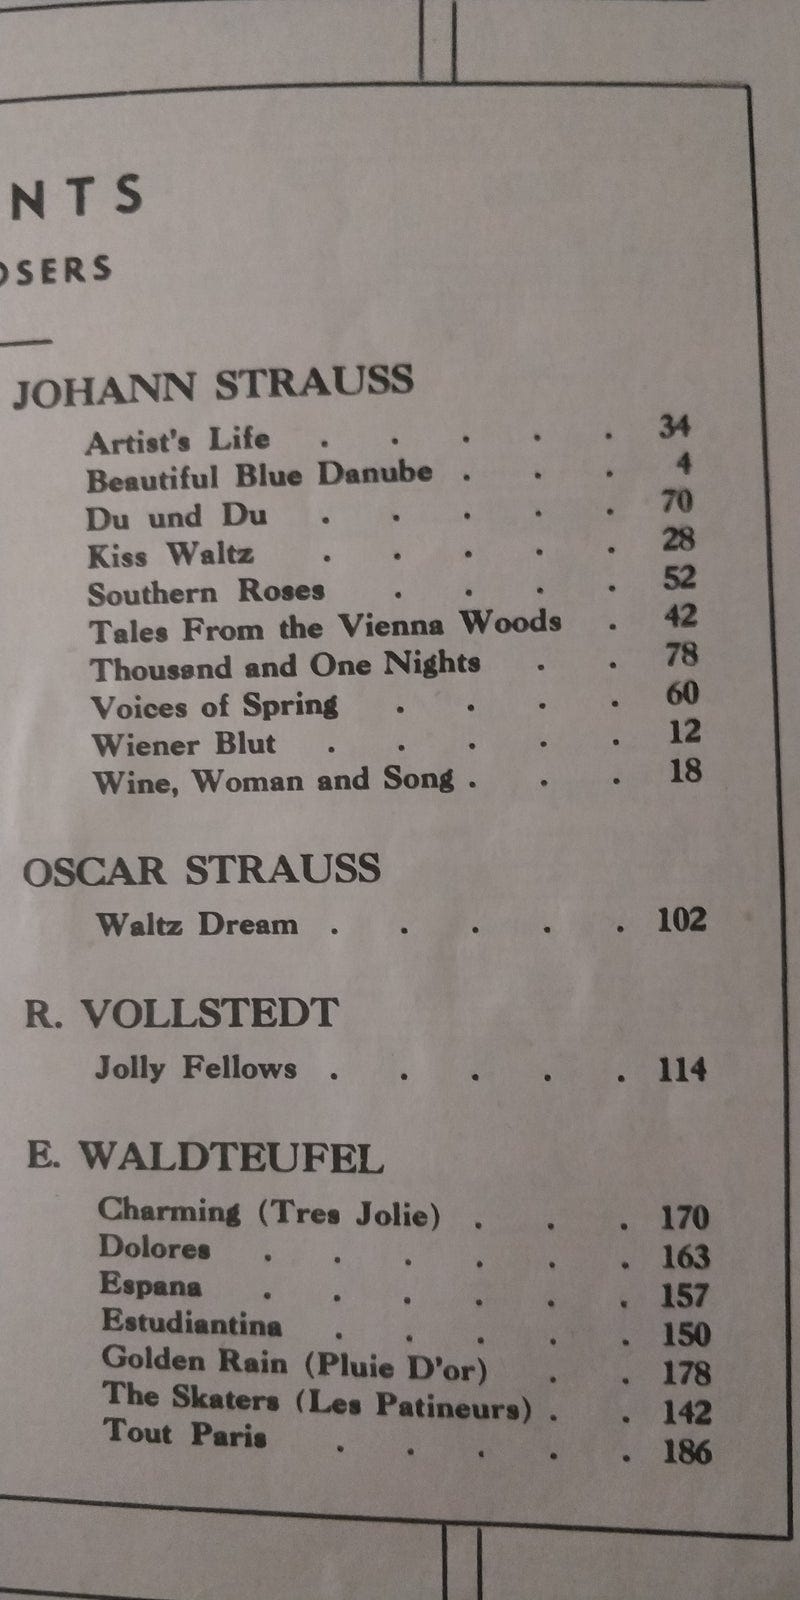 NTS
OSERS
JOHANN STRAUSS
Artist's Life . . . . . 34
Beautiful Blue Danube . . . 4
Du und Du . . . . . 70
Kiss Waltz . . . . . 28
Southern Roses . . . . 52
Tales From the Vienna Woods . 42
Thousand and One Nights . . 78
Voices of Spring . . . . 60
Wiener Blut . . . . . 12
Wine, Woman and Song . . . 18
OSCAR STRAUSS
Waltz Dream . . . . . 102
R. VOLLSTEDT
Jolly Fellows . . . . . 114
E. WALDTEUFEL
Charming (Tres Jolie) . . . 170
Dolores . . . . . . 163
Espana . . . . . . 157
Estudiantina . . . . . 150
Golden Rain (Pluie D'or) . . 178
The Skaters (Les Patineurs) . . 142
Tout Paris . . . . . 186